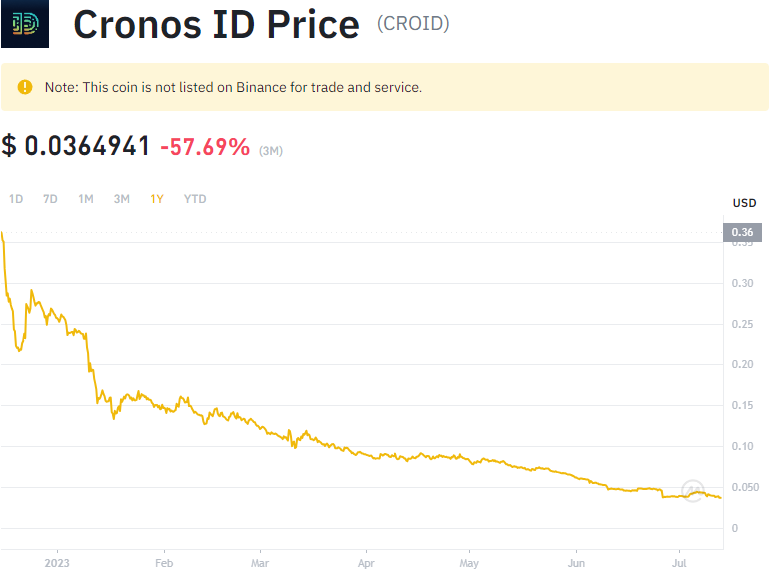 Cronos ID Price (CROID)
Note: This coin is not listed on Binance for trade and service.
$ 0.0364941 -57.69% (3M)
1D 7D 1M 3M 1Y YTD
USD
0.36
0.35
0.30
0.25
0.20
0.15
0.10
0.050
0
2023 Feb Mar Apr May Jun Jul